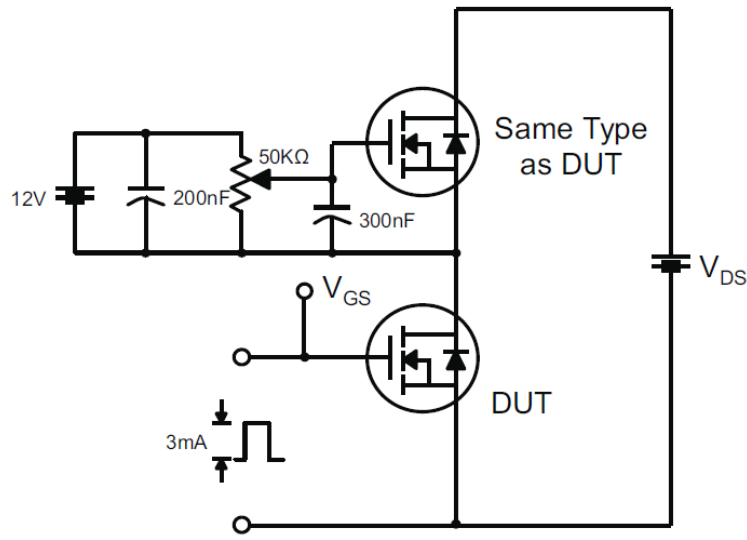 Same Type
as DUT
50KΩ
12V
200nF
300nF
VGS
VDS
DUT
3mA